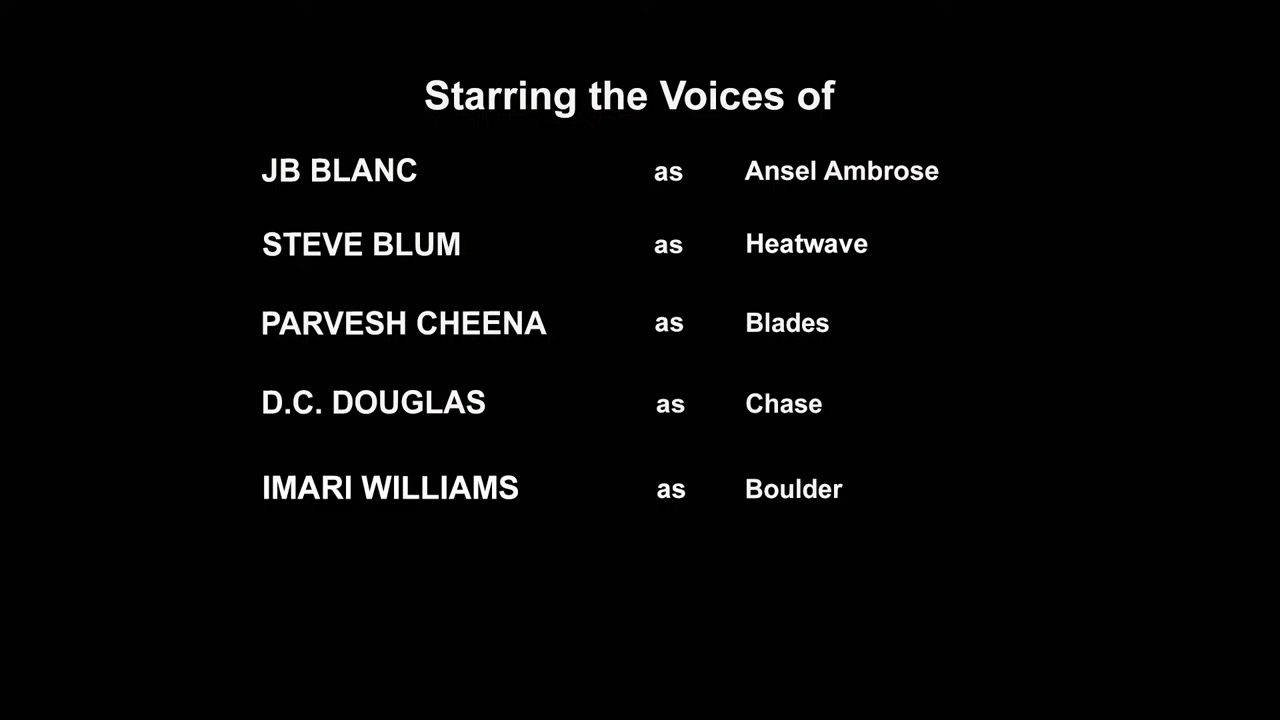 Starring the Voices of
JB BLANC as Ansel Ambrose
STEVE BLUM as Heatwave
PARVESH CHEENA as Blades
D.C. DOUGLAS as Chase
IMARI WILLIAMS as Boulder